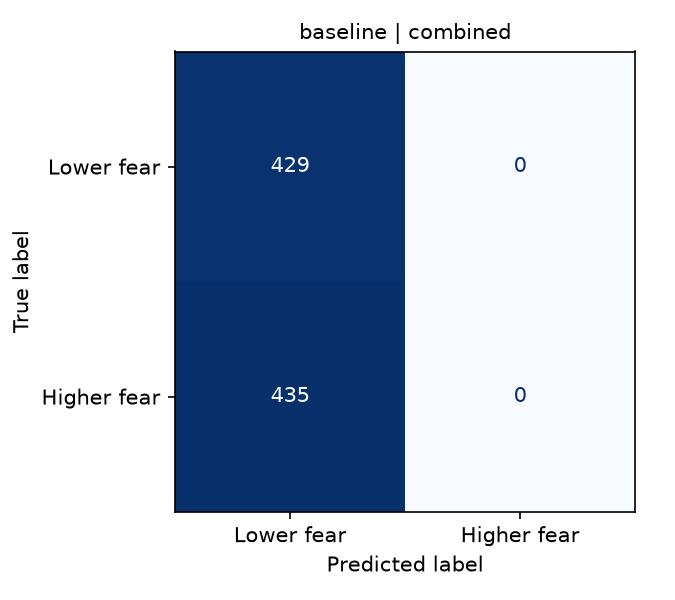 baseline | combined
True label
Lower fear
429
0
Higher fear
435
0
Lower fear
Higher fear
Predicted label